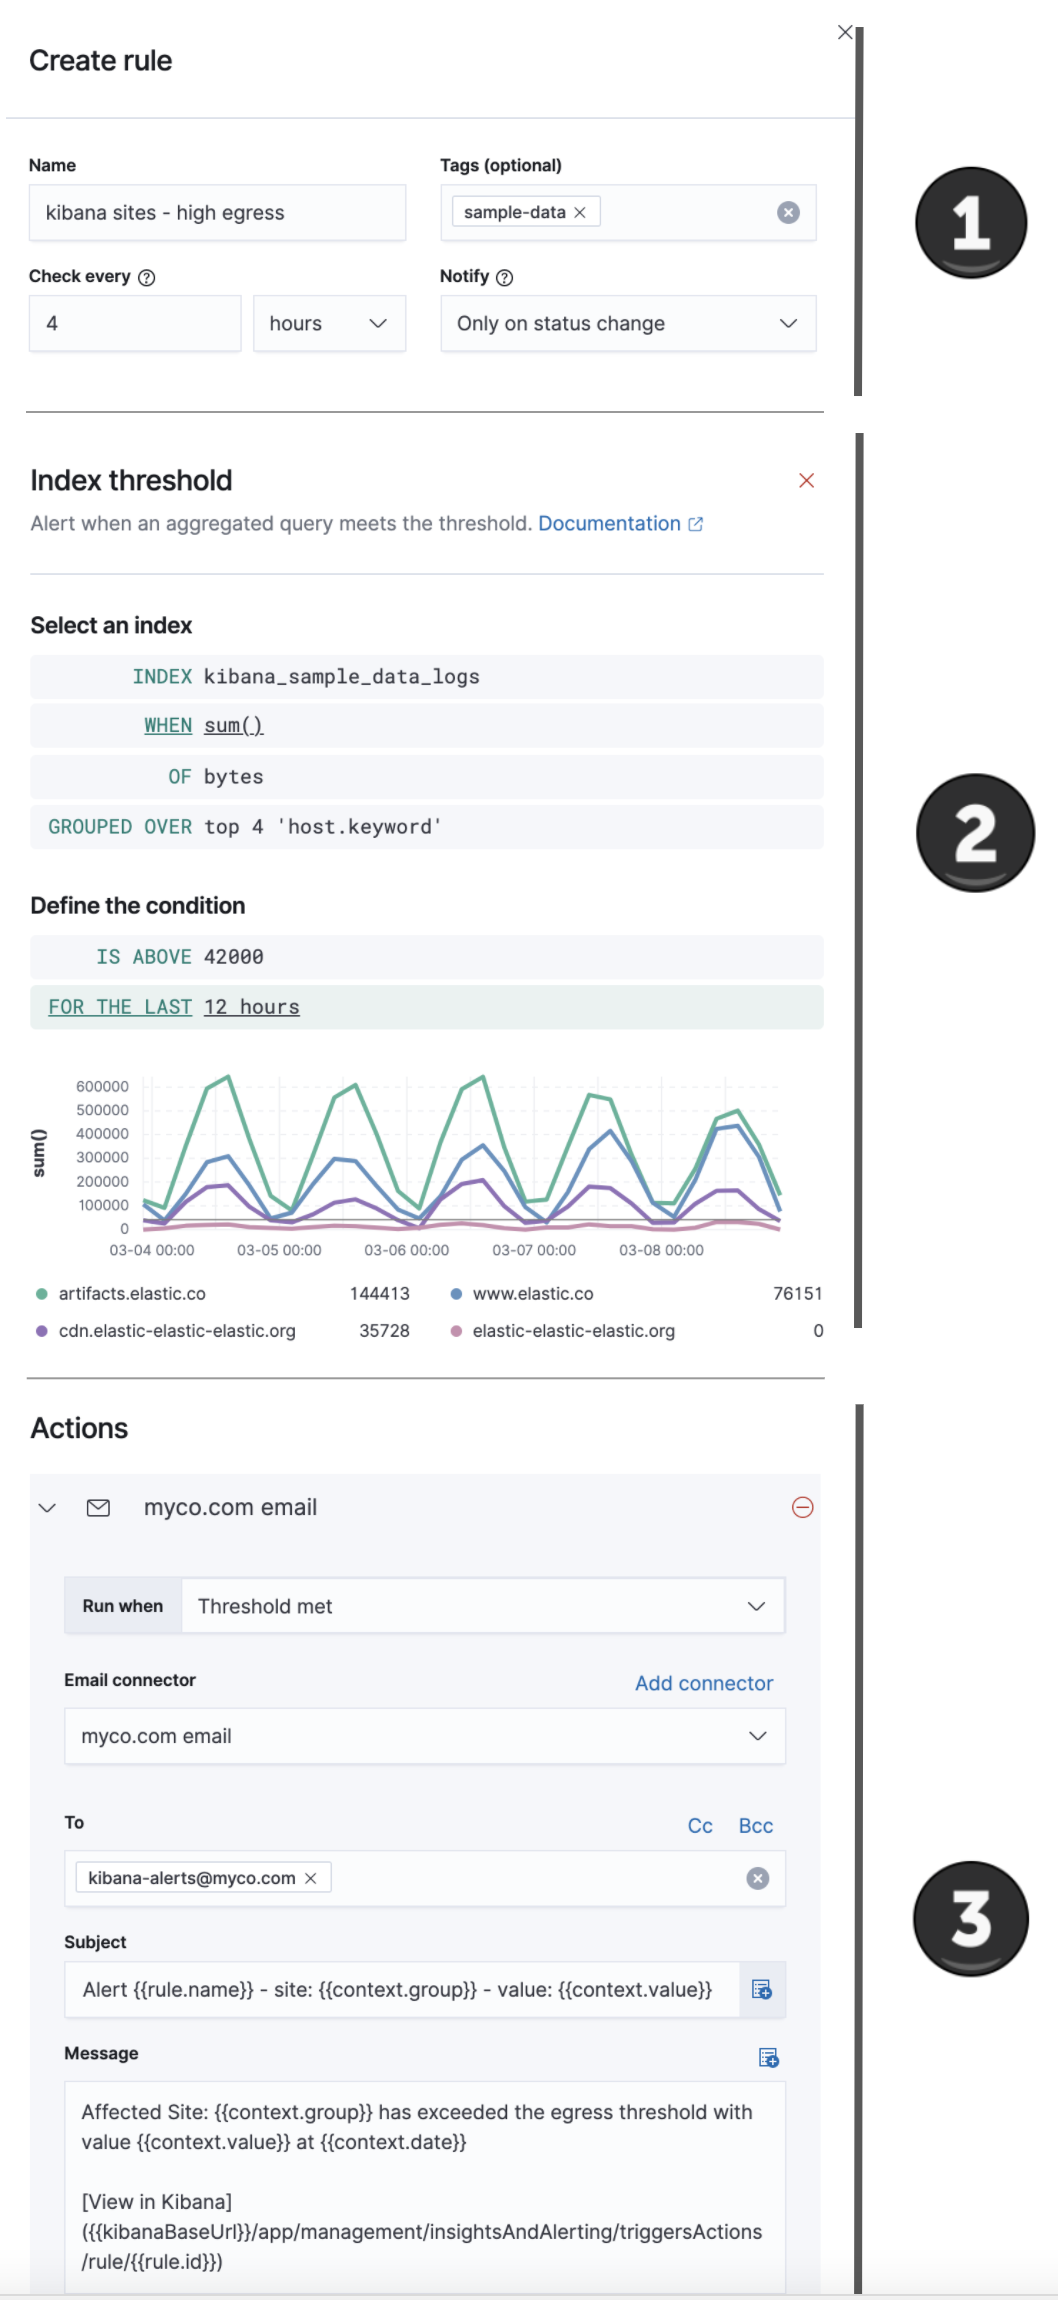 Create rule
1
Name
Tags (optional)
kibana sites - high egress
sample-data
Check every
Notify
4
hours
Only on status change
Index threshold
Alert when an aggregated query meets the threshold. Documentation
Select an index
INDEX kibana_sample_data_logs
WHEN sum()
OF bytes
GROUPED OVER top 4 'host.keyword'
2
Define the condition
IS ABOVE 42000
FOR THE LAST 12 hours
sum()
600000
500000
400000
300000
200000
100000
0
03-04 00:00 03-05 00:00 03-06 00:00 03-07 00:00 03-08 00:00
artifacts.elastic.co 144413 www.elastic.co 76151
cdn.elastic-elastic-elastic.org 35728 elastic-elastic-elastic.org 0
Actions
myco.com email
Run when Threshold met
Email connector
Add connector
myco.com email
To
Cc Bcc
kibana-alerts@myco.com
3
Subject
Alert {{rule.name}} - site: {{context.group}} - value: {{context.value}}
Message
Affected Site: {{context.group}} has exceeded the egress threshold with
value {{context.value}} at {{context.date}}
[View in Kibana]
({{kibanaBaseUrl}}/app/management/insightsAndAlerting/triggersActions
/rule/{{rule.id}})